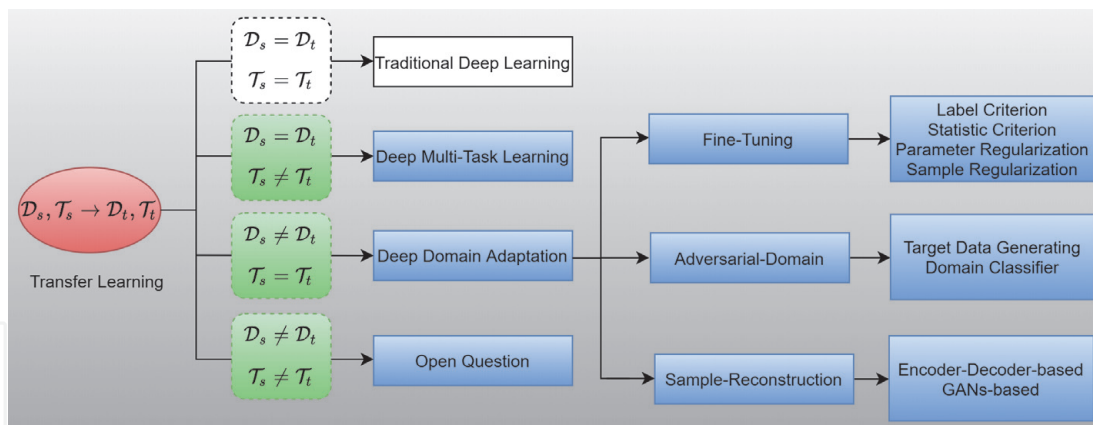 𝒟ₛ, 𝒯ₛ → 𝒟ₜ, 𝒯ₜ
Transfer Learning
𝒟ₛ = 𝒟ₜ
𝒯ₛ = 𝒯ₜ
Traditional Deep Learning
𝒟ₛ = 𝒟ₜ
𝒯ₛ ≠ 𝒯ₜ
Deep Multi-Task Learning
𝒟ₛ ≠ 𝒟ₜ
𝒯ₛ = 𝒯ₜ
Deep Domain Adaptation
𝒟ₛ ≠ 𝒟ₜ
𝒯ₛ ≠ 𝒯ₜ
Open Question
Fine-Tuning
Label Criterion
Statistic Criterion
Parameter Regularization
Sample Regularization
Adversarial-Domain
Target Data Generating
Domain Classifier
Sample-Reconstruction
Encoder-Decoder-based
GANs-based